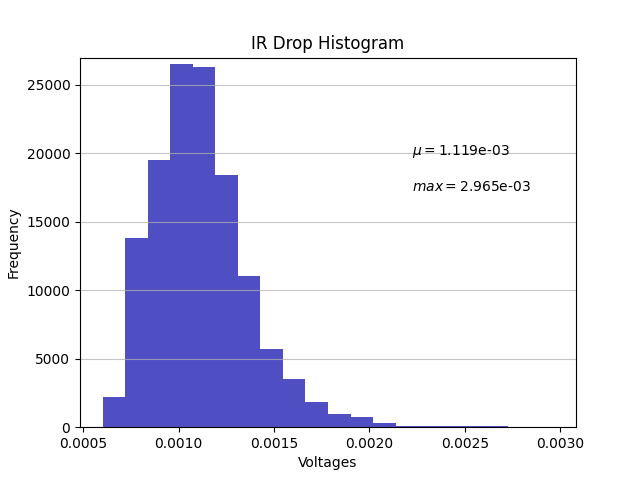 IR Drop Histogram
25000
20000
15000
10000
5000
0
Frequency
μ = 1.119e-03
max = 2.965e-03
0.0005 0.0010 0.0015 0.0020 0.0025 0.0030
Voltages